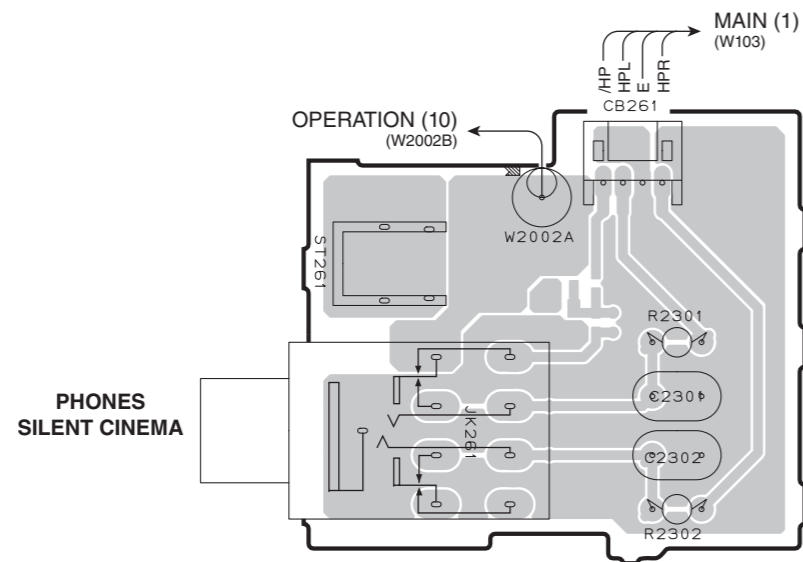 MAIN (1)
(W103)
/HP
HPL
E
HPR
CB261
OPERATION (10)
(W2002B)
W2002A
ST261
R2301
C2301
JK261
C2302
R2302
PHONES
SILENT CINEMA